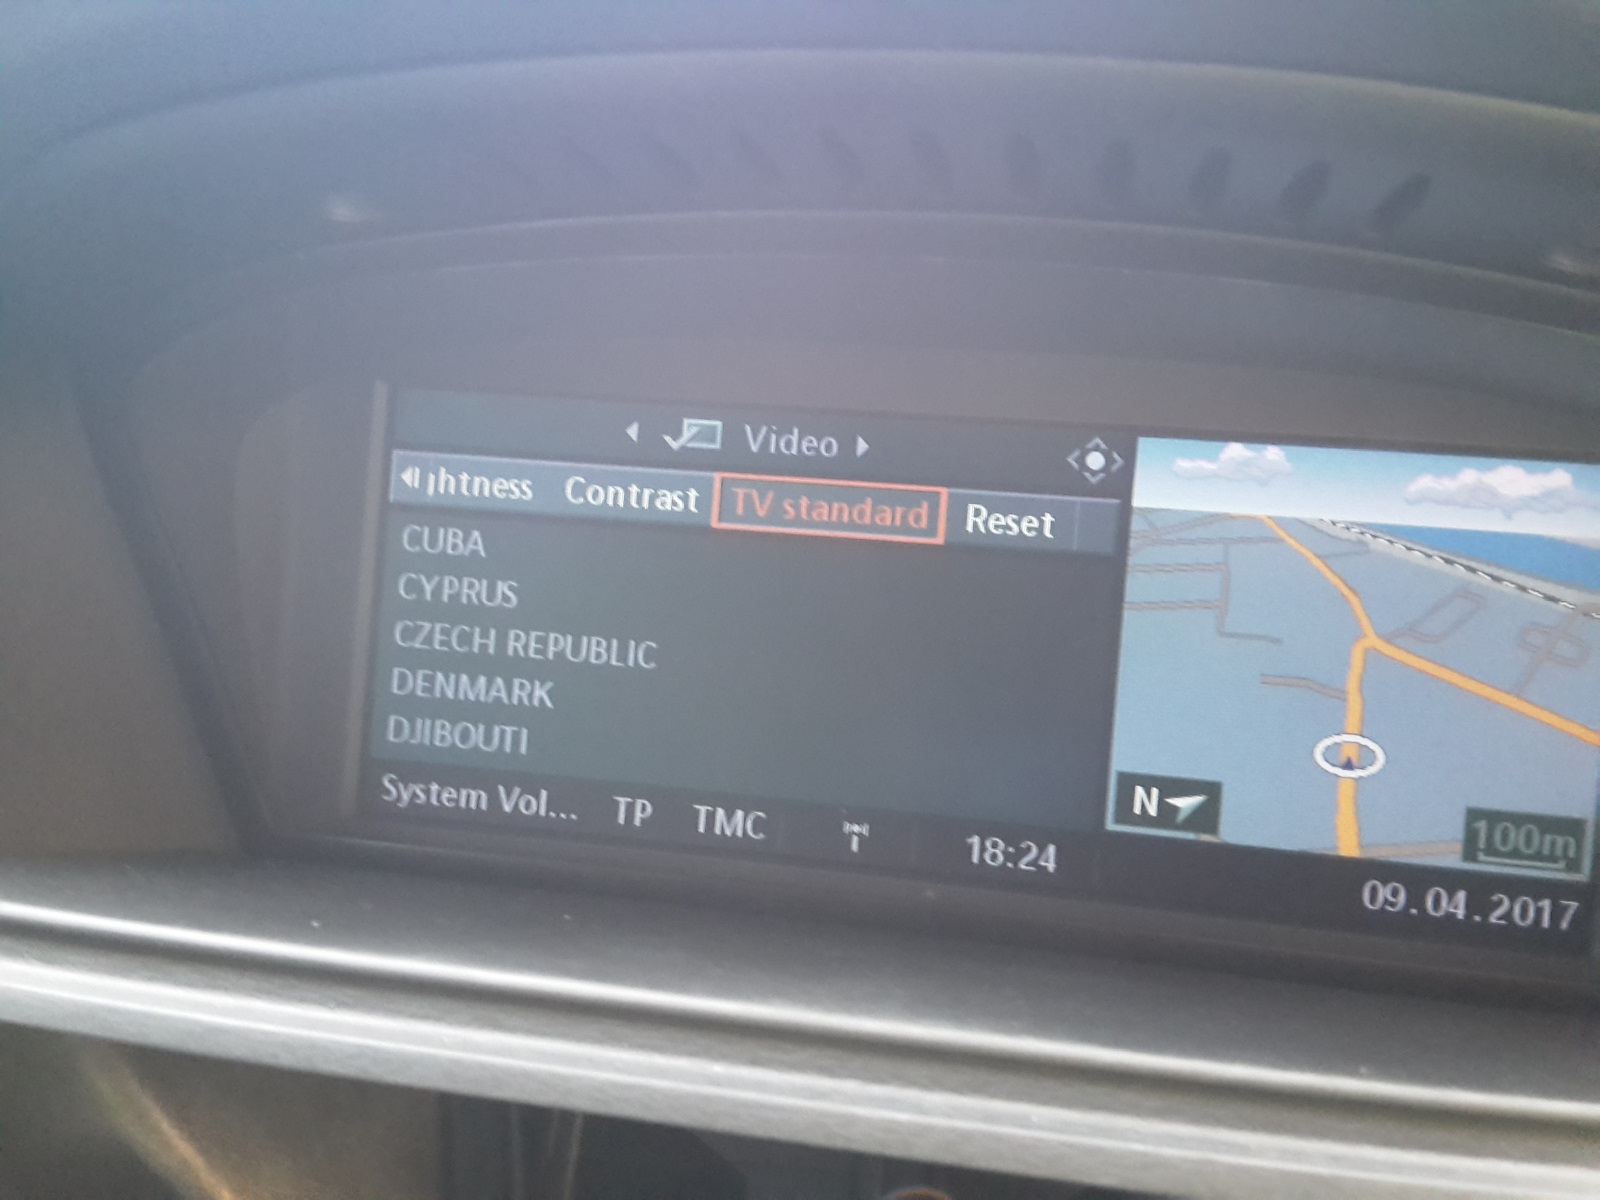 Video
ıhtness Contrast TV standard Reset
CUBA
CYPRUS
CZECH REPUBLIC
DENMARK
DJIBOUTI
N
100m
System Vol... TP TMC 18:24
09.04.2017